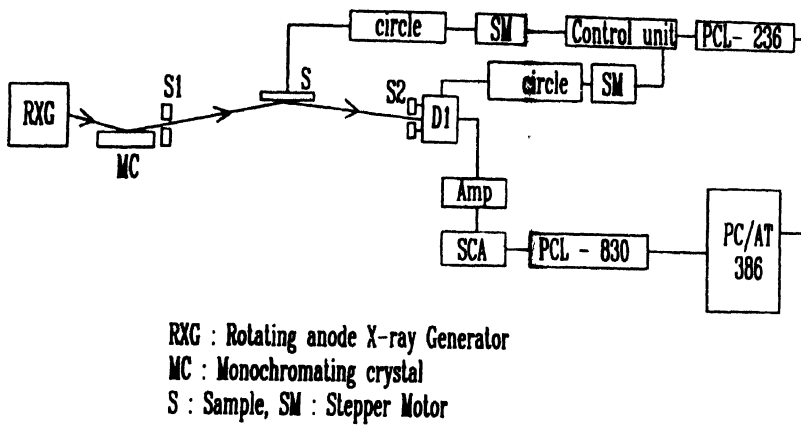 circle SM Control unit PCL- 236
S1 S S2 circle SM
RXG D1
MC
Amp
SCA PCL - 830 PC/AT 386
RXG : Rotating anode X-ray Generator
MC : Monochromating crystal
S : Sample, SM : Stepper Motor